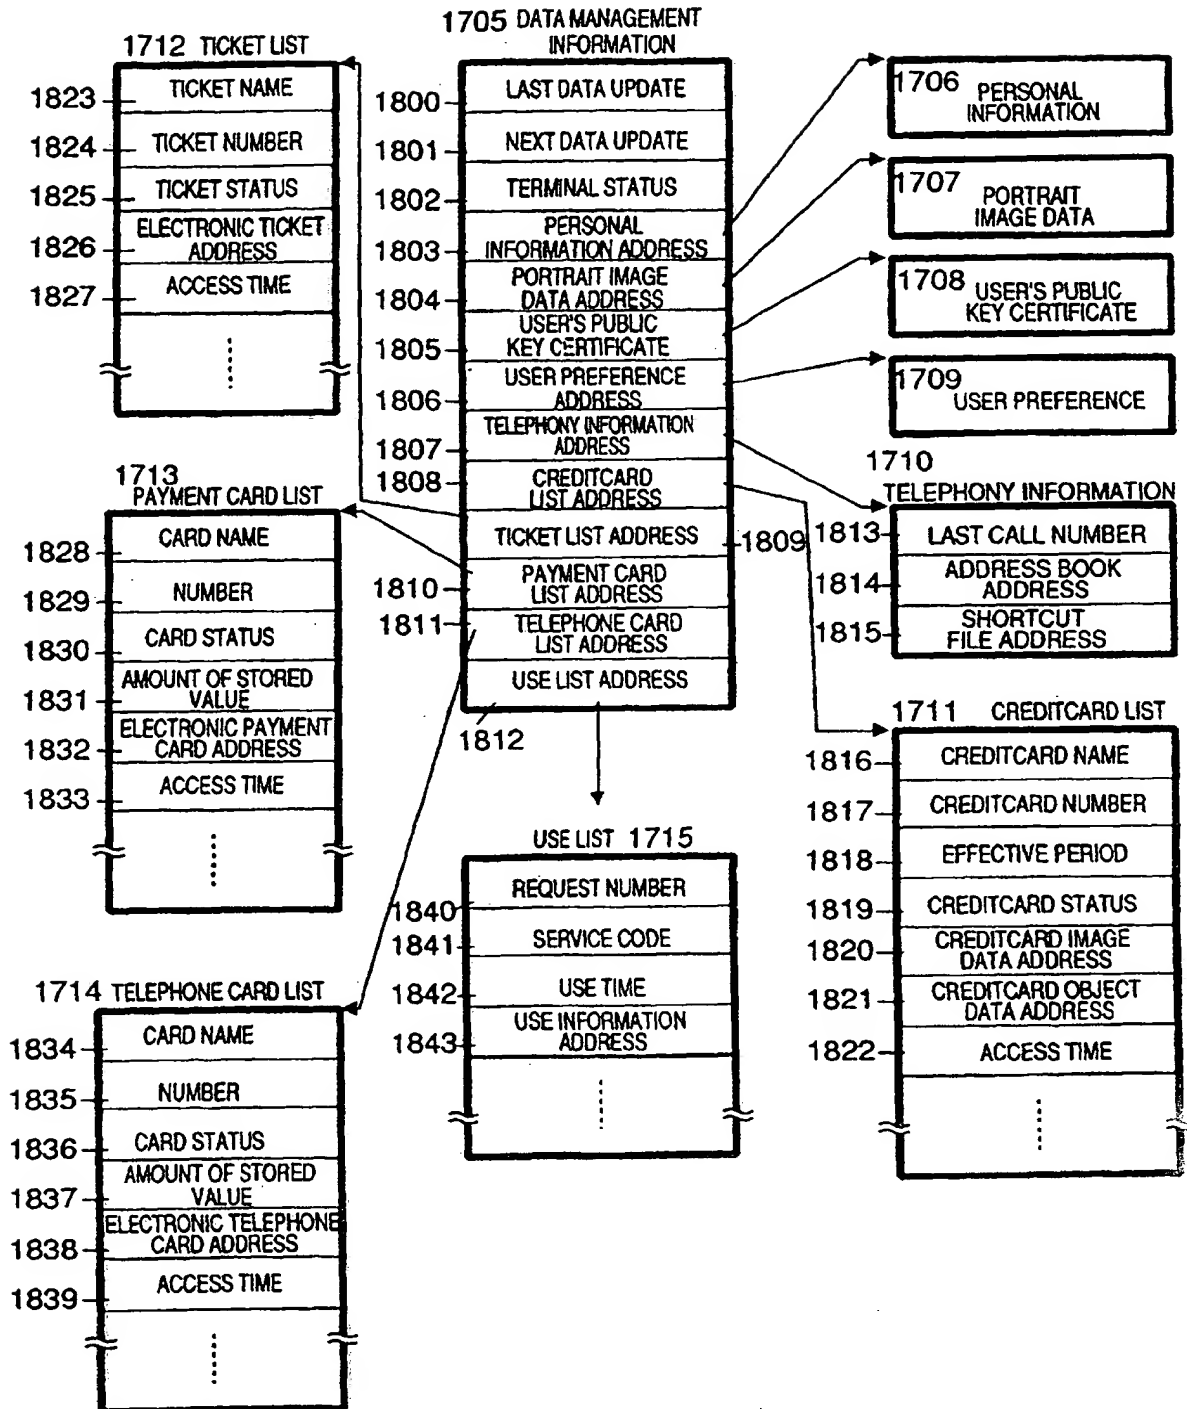 1712 TICKET LIST
1823 TICKET NAME
1824 TICKET NUMBER
1825 TICKET STATUS
1826 ELECTRONIC TICKET
ADDRESS
1827 ACCESS TIME
1705 DATA MANAGEMENT
INFORMATION
1800 LAST DATA UPDATE
1801 NEXT DATA UPDATE
1802 TERMINAL STATUS
1803 PERSONAL
INFORMATION ADDRESS
1804 PORTRAIT IMAGE
DATA ADDRESS
1805 USER'S PUBLIC
KEY CERTIFICATE
1806 USER PREFERENCE
ADDRESS
1807 TELEPHONY INFORMATION
ADDRESS
1808 CREDITCARD
LIST ADDRESS
TICKET LIST ADDRESS 1809
1810 PAYMENT CARD
LIST ADDRESS
1811 TELEPHONE CARD
LIST ADDRESS
USE LIST ADDRESS
1812
1706 PERSONAL
INFORMATION
1707 PORTRAIT
IMAGE DATA
1708 USER'S PUBLIC
KEY CERTIFICATE
1709
USER PREFERENCE
1710
TELEPHONY INFORMATION
1813 LAST CALL NUMBER
1814 ADDRESS BOOK
ADDRESS
1815 SHORTCUT
FILE ADDRESS
1713
PAYMENT CARD LIST
1828 CARD NAME
1829 NUMBER
1830 CARD STATUS
1831 AMOUNT OF STORED
VALUE
1832 ELECTRONIC PAYMENT
CARD ADDRESS
1833 ACCESS TIME
1711 CREDITCARD LIST
1816 CREDITCARD NAME
1817 CREDITCARD NUMBER
1818 EFFECTIVE PERIOD
1819 CREDITCARD STATUS
1820 CREDITCARD IMAGE
DATA ADDRESS
1821 CREDITCARD OBJECT
DATA ADDRESS
1822 ACCESS TIME
USE LIST 1715
1840 REQUEST NUMBER
1841 SERVICE CODE
1842 USE TIME
1843 USE INFORMATION
ADDRESS
1714 TELEPHONE CARD LIST
1834 CARD NAME
1835 NUMBER
1836 CARD STATUS
1837 AMOUNT OF STORED
VALUE
1838 ELECTRONIC TELEPHONE
CARD ADDRESS
1839 ACCESS TIME